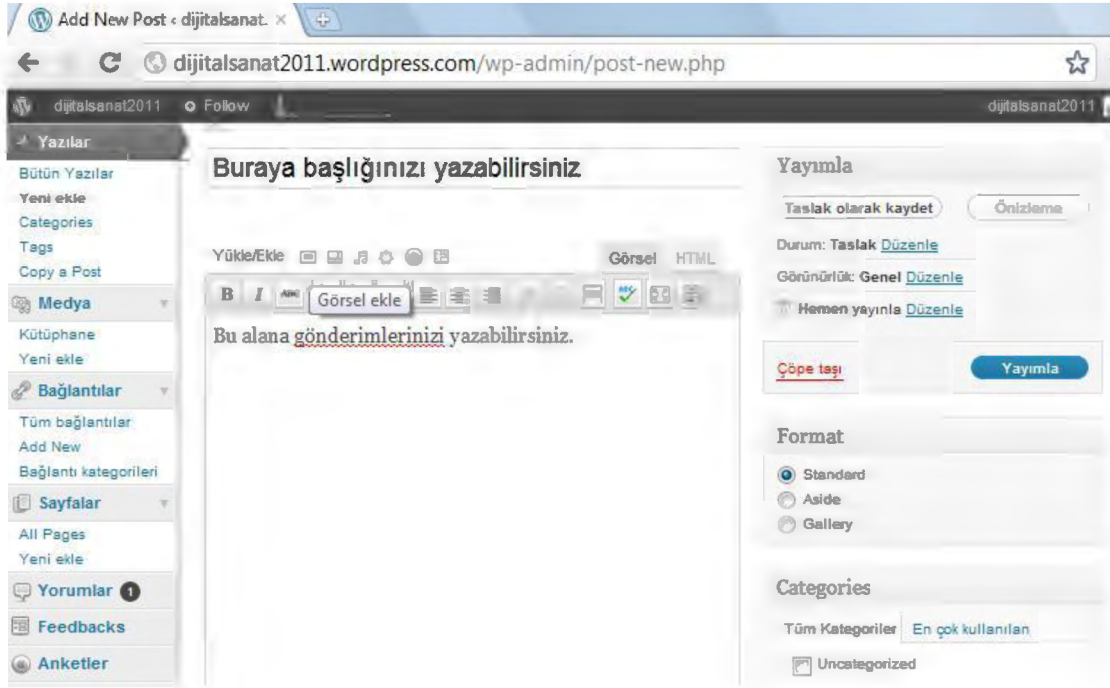 Add New Post ‹ dijitalsanat.
dijitalsanat2011.wordpress.com/wp-admin/post-new.php
dijitalsanat2011 Follow
dijitalsanat2011
Yazılar
Bütün Yazılar
Yeni ekle
Categories
Tags
Copy a Post
Medya
Kütüphane
Yeni ekle
Bağlantılar
Tüm bağlantılar
Add New
Bağlantı kategorileri
Sayfalar
All Pages
Yeni ekle
Yorumlar 1
Feedbacks
Anketler
Buraya başlığınızı yazabilirsiniz
Yükle/Ekle
Görsel HTML
B I ABC
Görsel ekle
Bu alana gönderimlerinizi yazabilirsiniz.
Yayımla
Taslak olarak kaydet Önizleme
Durum: Taslak Düzenle
Görünürlük: Genel Düzenle
Hemen yayınla Düzenle
Çöpe taşı Yayımla
Format
Standard
Aside
Gallery
Categories
Tüm Kategoriler En çok kullanılan
Uncategorized